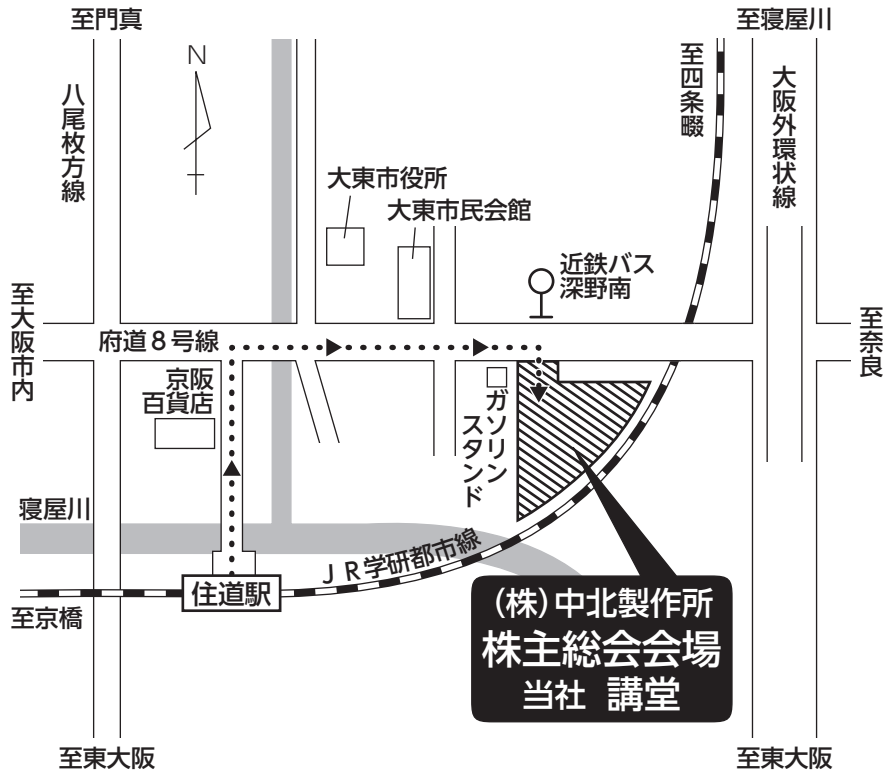 至門真
至寝屋川
N
八尾枚方線
至四条畷
大阪外環状線
大東市役所
大東市民会館
近鉄バス
深野南
至大阪市内
府道8号線
至奈良
京阪
百貨店
ガソリン
スタンド
寝屋川
JR学研都市線
住道駅
至京橋
(株)中北製作所
株主総会会場
当社 講堂
至東大阪
至東大阪